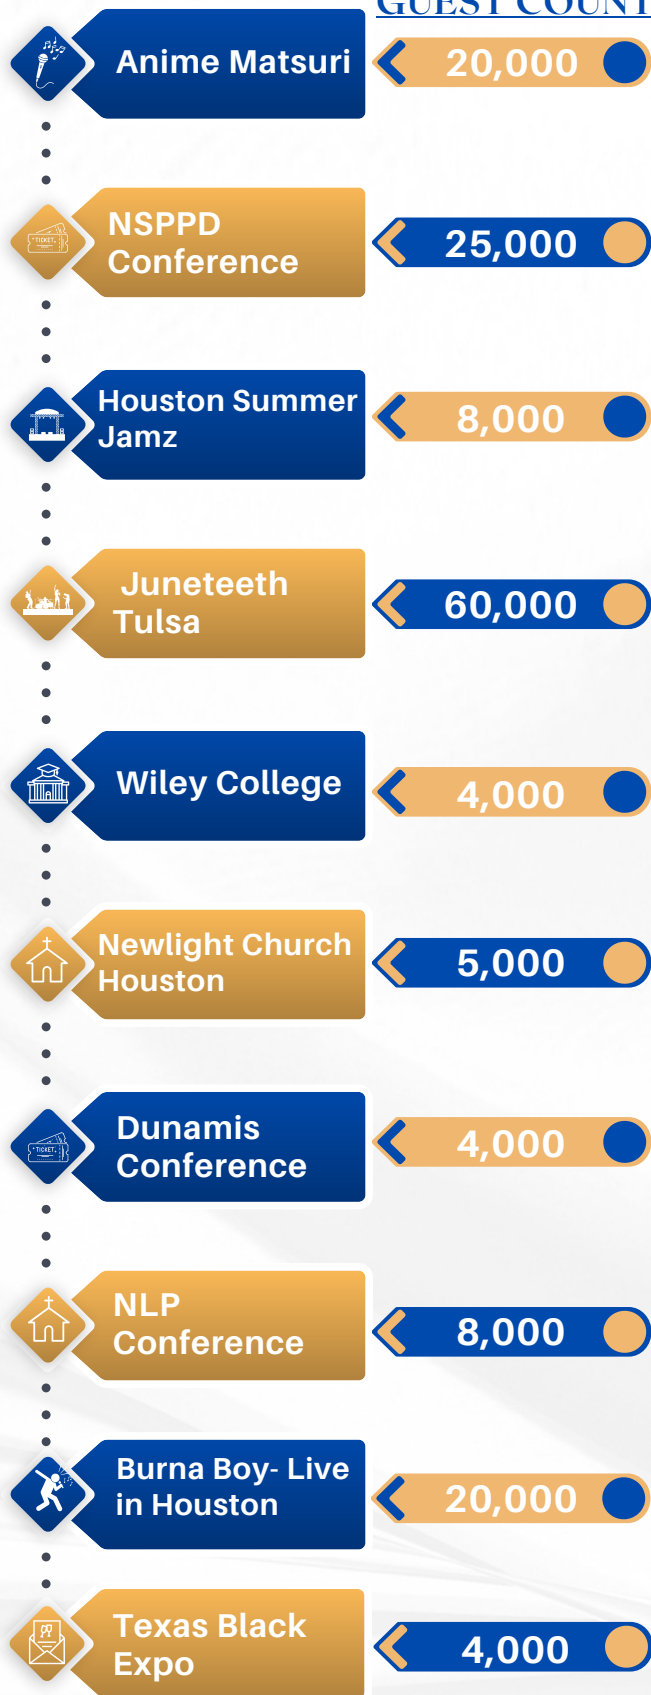 GUEST COUNT
Anime Matsuri
20,000
NSPPD
Conference
25,000
Houston Summer
Jamz
8,000
Juneteeth
Tulsa
60,000
Wiley College
4,000
Newlight Church
Houston
5,000
Dunamis
Conference
4,000
NLP
Conference
8,000
Burna Boy- Live
in Houston
20,000
Texas Black
Expo
4,000